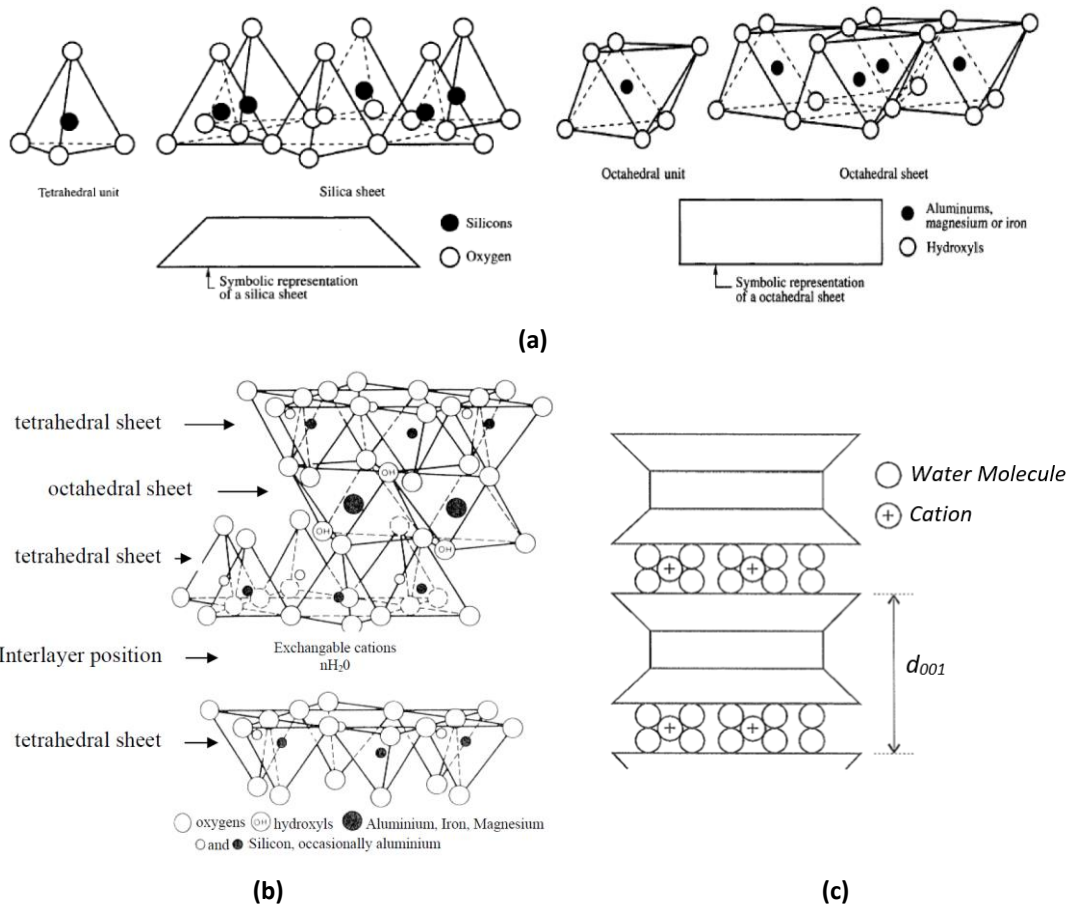 Tetrahedral unit
Silica sheet
Silicons
Oxygen
Symbolic representation
of a silica sheet
Octahedral unit
Octahedral sheet
Aluminums,
magnesium or iron
Hydroxyls
Symbolic representation
of a octahedral sheet
(a)
tetrahedral sheet
octahedral sheet
tetrahedral sheet
Interlayer position
tetrahedral sheet
OH
OH
OH
Exchangable cations
nH20
oxygens OH hydroxyls Aluminium, Iron, Magnesium
and Silicon, occasionally aluminium
(b)
Water Molecule
+ Cation
+ +
d001
+ +
(c)